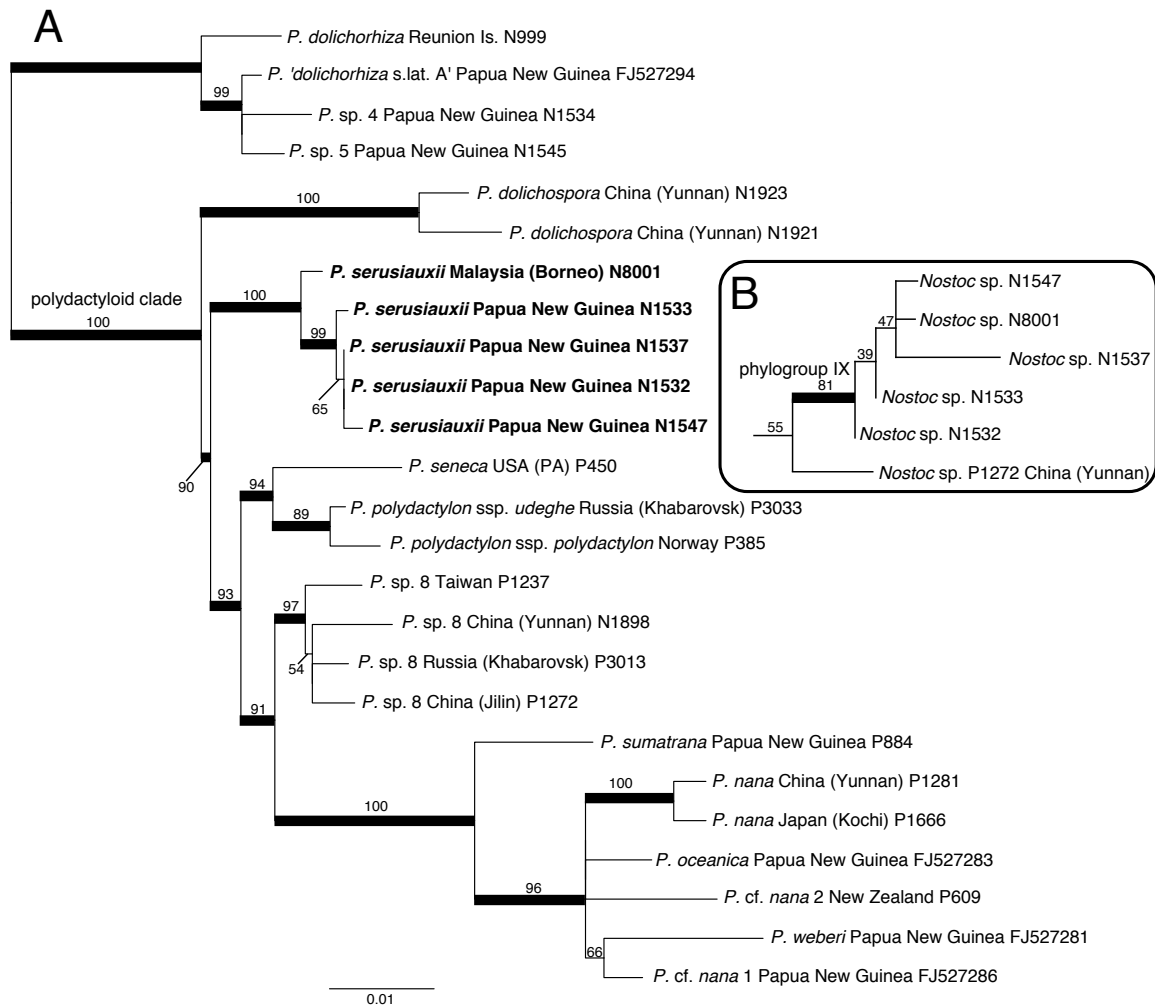 A
P. dolichorhiza Reunion Is. N999
P. 'dolichorhiza s.lat. A' Papua New Guinea FJ527294
99
P. sp. 4 Papua New Guinea N1534
P. sp. 5 Papua New Guinea N1545
P. dolichospora China (Yunnan) N1923
100
P. dolichospora China (Yunnan) N1921
P. serusiauxii Malaysia (Borneo) N8001
polydactyloid clade
100
100
P. serusiauxii Papua New Guinea N1533
99
P. serusiauxii Papua New Guinea N1537
P. serusiauxii Papua New Guinea N1532
65
P. serusiauxii Papua New Guinea N1547
P. seneca USA (PA) P450
90
94
P. polydactylon ssp. udeghe Russia (Khabarovsk) P3033
89
P. polydactylon ssp. polydactylon Norway P385
P. sp. 8 Taiwan P1237
93
97
P. sp. 8 China (Yunnan) N1898
P. sp. 8 Russia (Khabarovsk) P3013
54
P. sp. 8 China (Jilin) P1272
91
P. sumatrana Papua New Guinea P884
P. nana China (Yunnan) P1281
100
100
P. nana Japan (Kochi) P1666
P. oceanica Papua New Guinea FJ527283
96
P. cf. nana 2 New Zealand P609
P. weberi Papua New Guinea FJ527281
66
P. cf. nana 1 Papua New Guinea FJ527286
0.01
B
Nostoc sp. N1547
47
Nostoc sp. N8001
39
Nostoc sp. N1537
phylogroup IX
81
Nostoc sp. N1533
55
Nostoc sp. N1532
Nostoc sp. P1272 China (Yunnan)